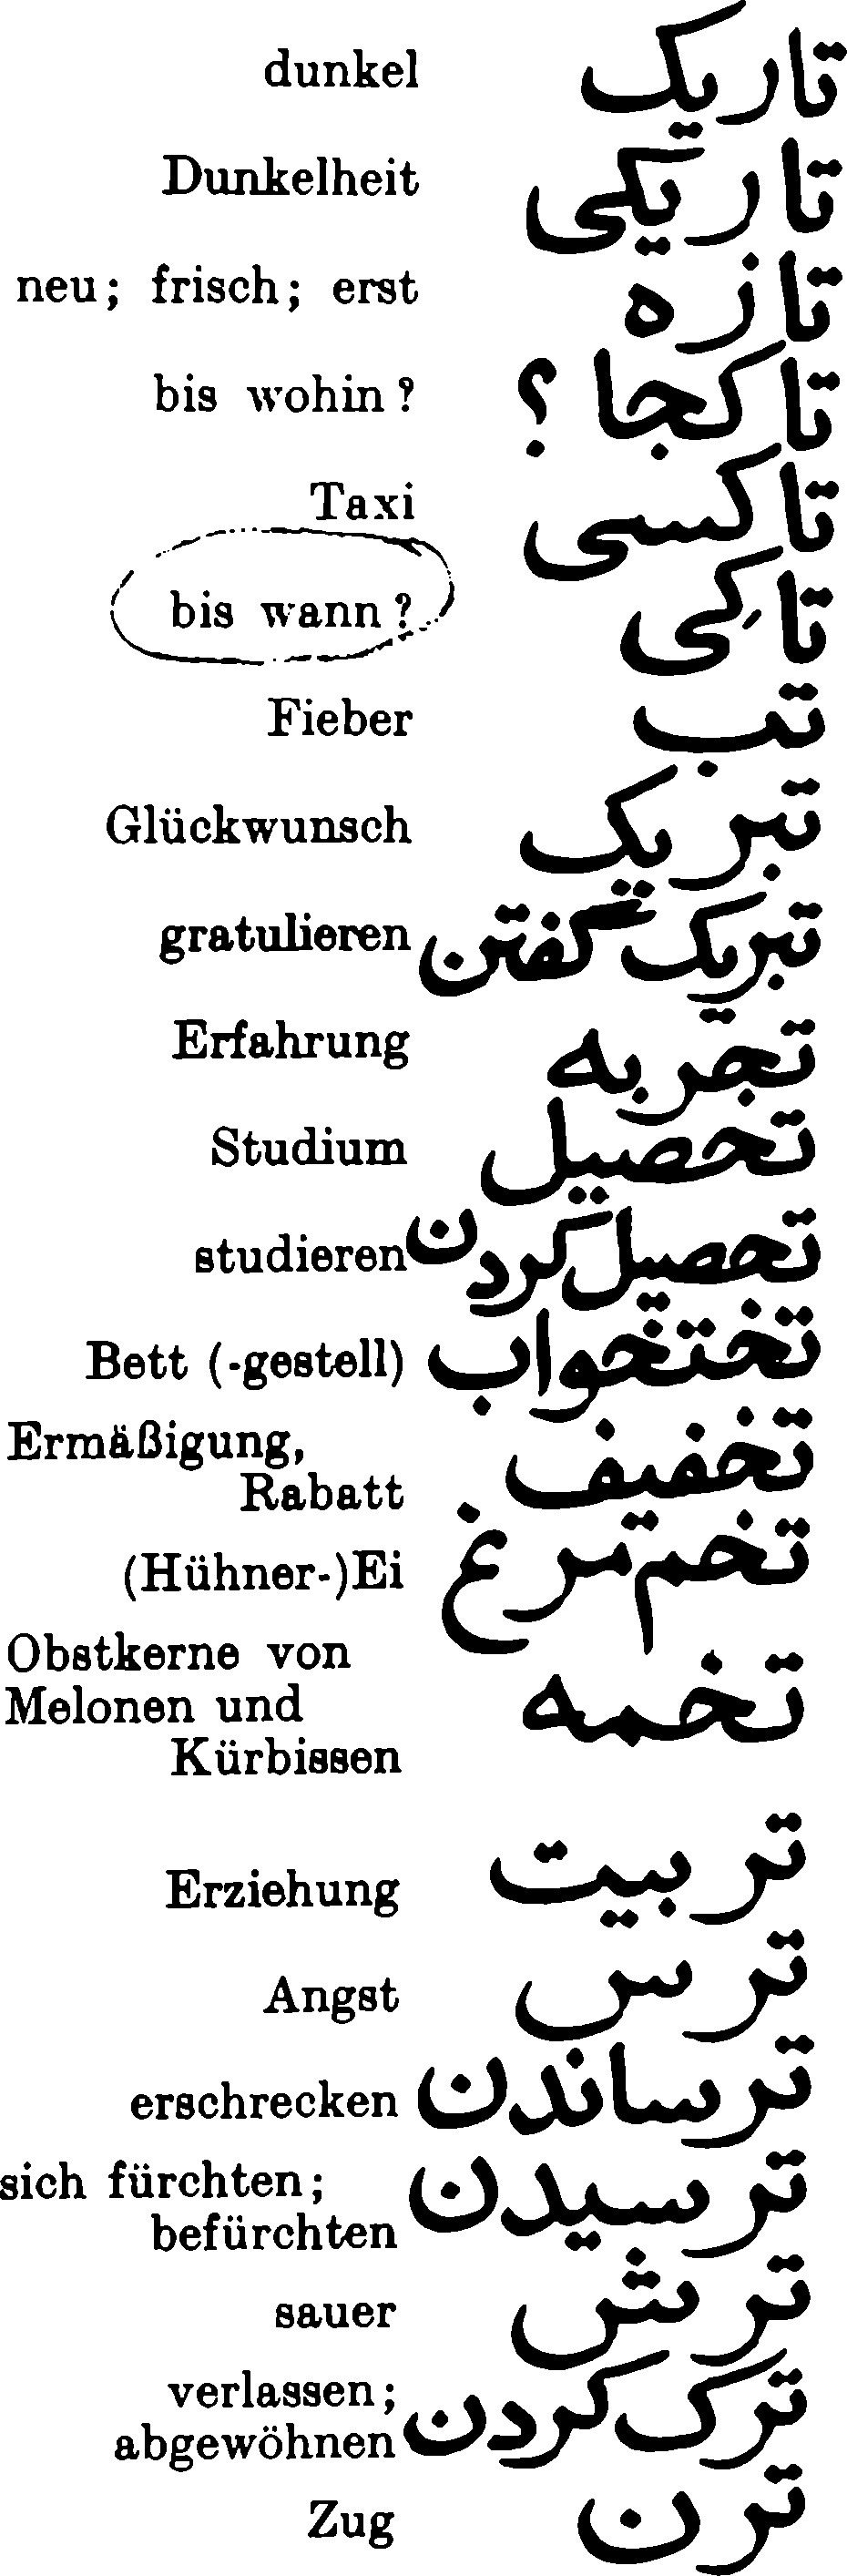 dunkel تاریک
Dunkelheit تاریکی
neu; frisch; erst تازه
bis wohin? تاکجا؟
Taxi تاکسی
bis wann? تاکِی
Fieber تب
Glückwunsch تبریک
gratulieren تبریک گفتن
Erfahrung تجربه
Studium تحصیل
studieren تحصیل کردن
Bett (-gestell) تختخواب
Ermäßigung,
Rabatt تخفیف
(Hühner-)Ei تخم مرغ
Obstkerne von
Melonen und تخمه
Kürbissen
Erziehung تربیت
Angst ترس
erschrecken ترساندن
sich fürchten;
befürchten ترسیدن
sauer ترش
verlassen;
abgewöhnen ترک کردن
Zug ترن